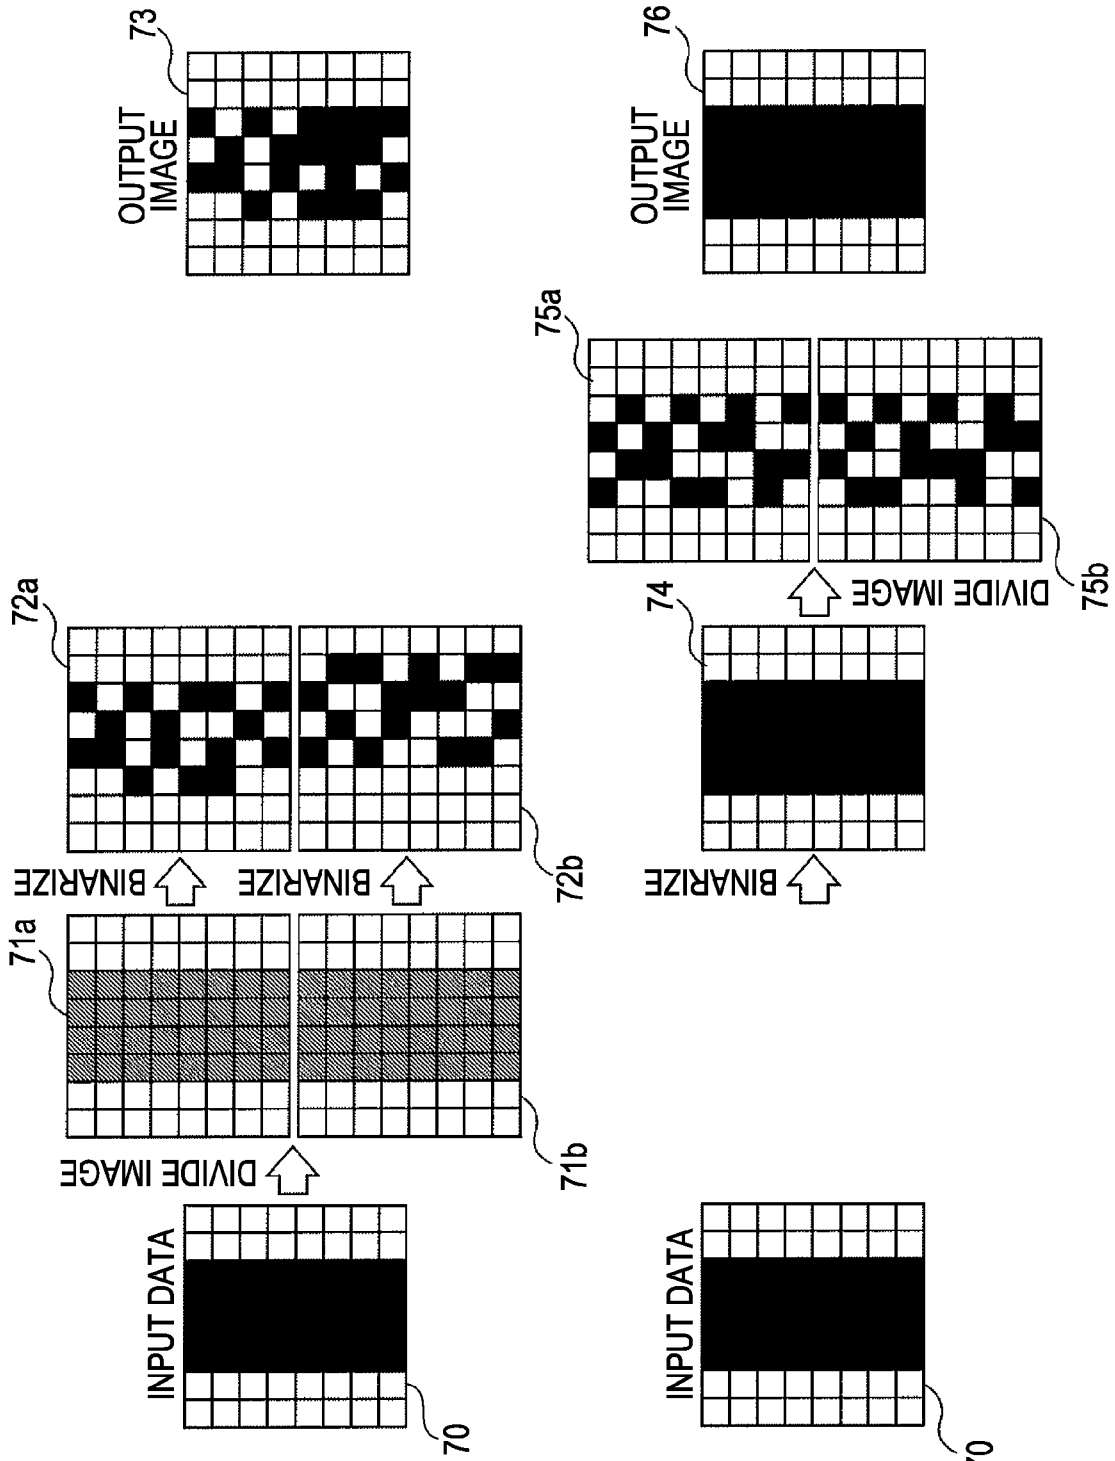 INPUT DATA
70
DIVIDE IMAGE
71a
71b
BINARIZE
BINARIZE
72a
72b
OUTPUT
IMAGE
73
INPUT DATA
70
BINARIZE
74
DIVIDE IMAGE
75a
75b
OUTPUT
IMAGE
76